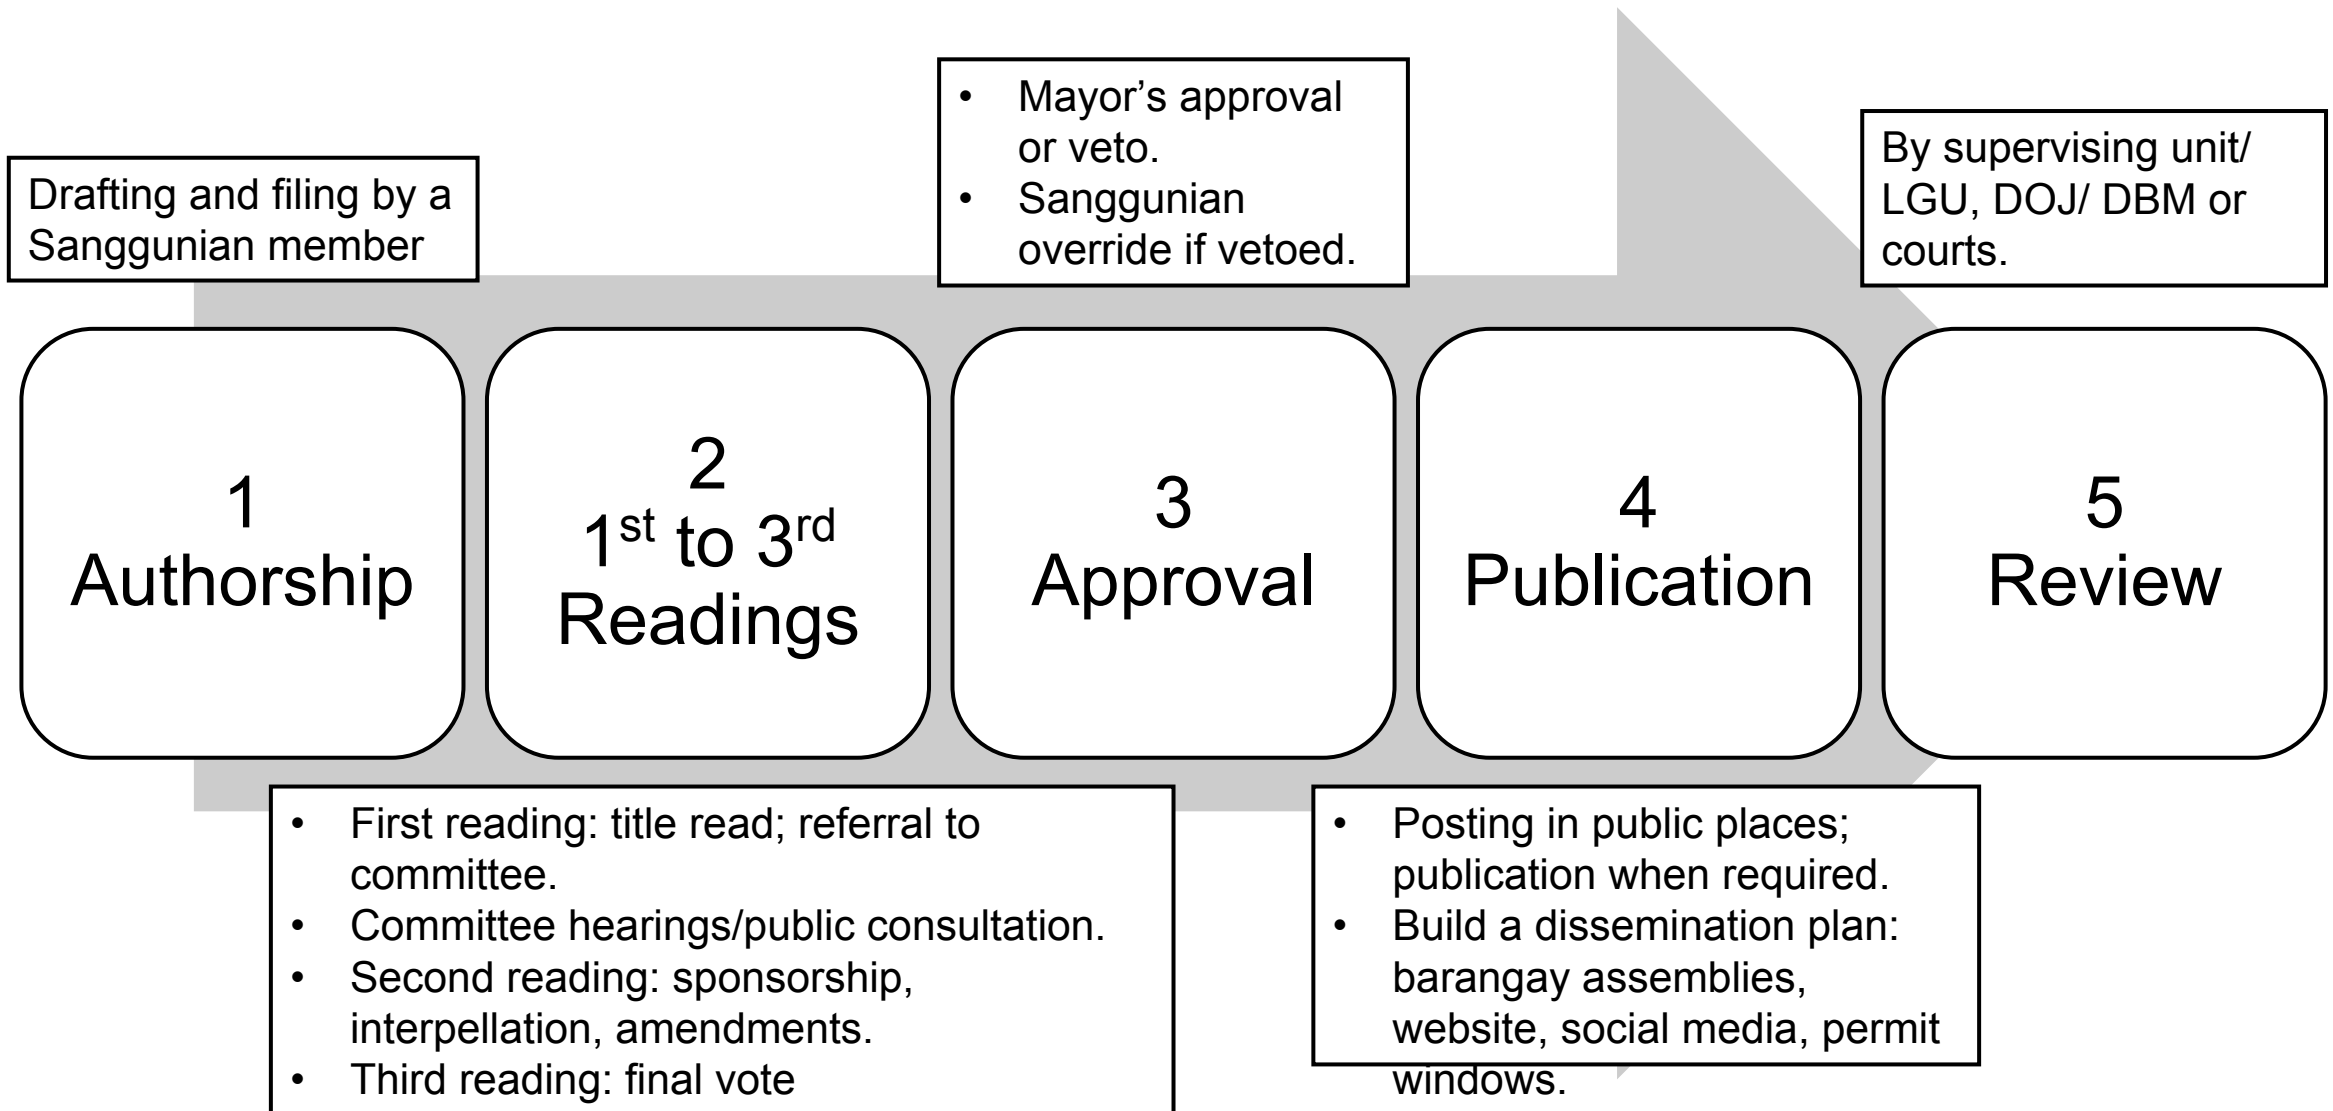 Drafting and filing by a
Sanggunian member
• Mayor’s approval
or veto.
• Sanggunian
override if vetoed.
By supervising unit/
LGU, DOJ/ DBM or
courts.
1
Authorship
2
1st to 3rd
Readings
3
Approval
4
Publication
5
Review
• First reading: title read; referral to
committee.
• Committee hearings/public consultation.
• Second reading: sponsorship,
interpellation, amendments.
• Third reading: final vote
• Posting in public places;
publication when required.
• Build a dissemination plan:
barangay assemblies,
website, social media, permit
windows.